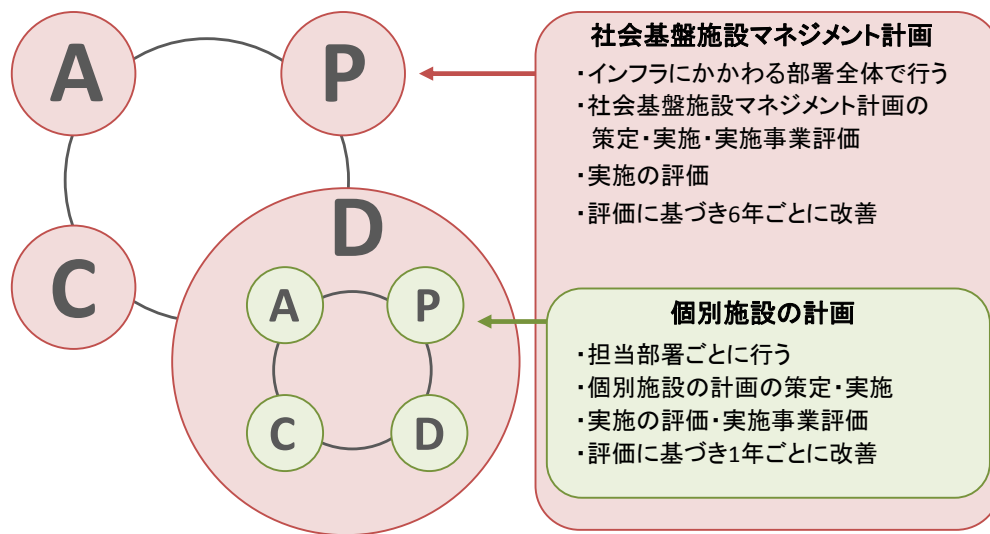 A
P
C
D
A
P
C
D
社会基盤施設マネジメント計画
・インフラにかかわる部署全体で行う
・社会基盤施設マネジメント計画の
策定・実施・実施事業評価
・実施の評価
・評価に基づき6年ごとに改善
個別施設の計画
・担当部署ごとに行う
・個別施設の計画の策定・実施
・実施の評価・実施事業評価
・評価に基づき1年ごとに改善